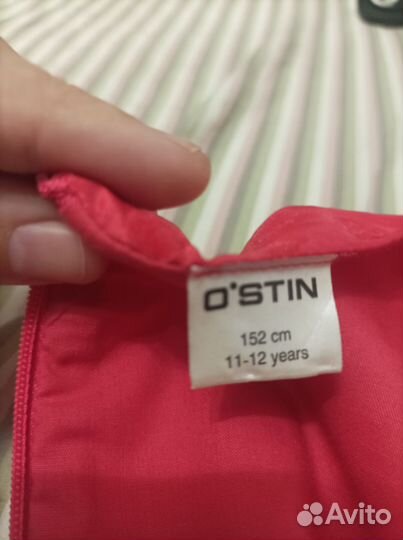 O'STIN
152 cm
11-12 years
Avito